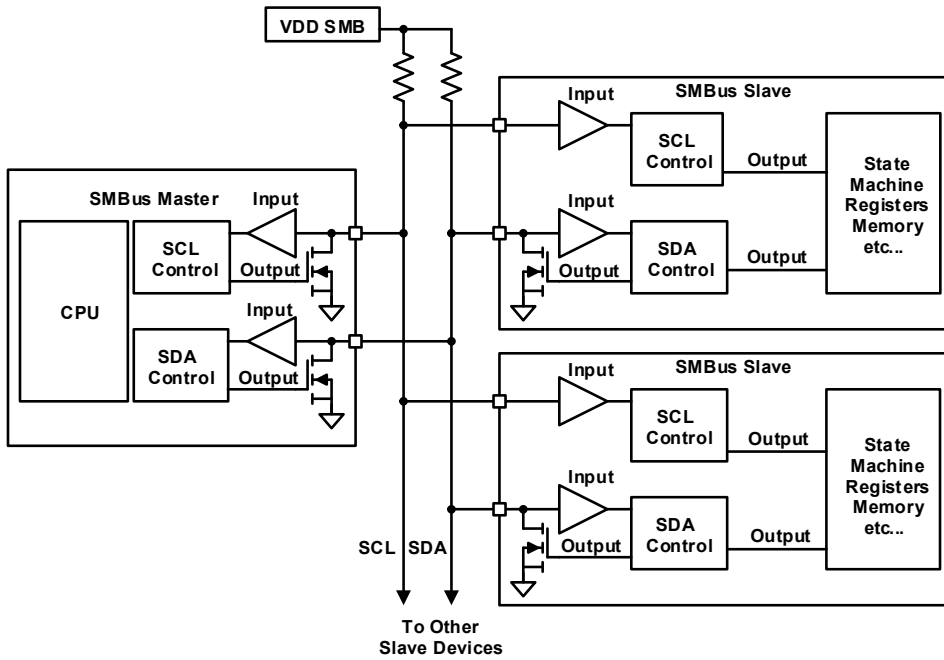 VDD SMB
SMBus Master
CPU
SCL
Control
Input
Output
SDA
Control
Input
Output
SCL
SDA
To Other
Slave Devices
SMBus Slave
Input
SCL
Control
Output
Input
SDA
Control
Output
Output
State
Machine
Registers
Memory
etc...
SMBus Slave
Input
SCL
Control
Output
Input
SDA
Control
Output
Output
State
Machine
Registers
Memory
etc...